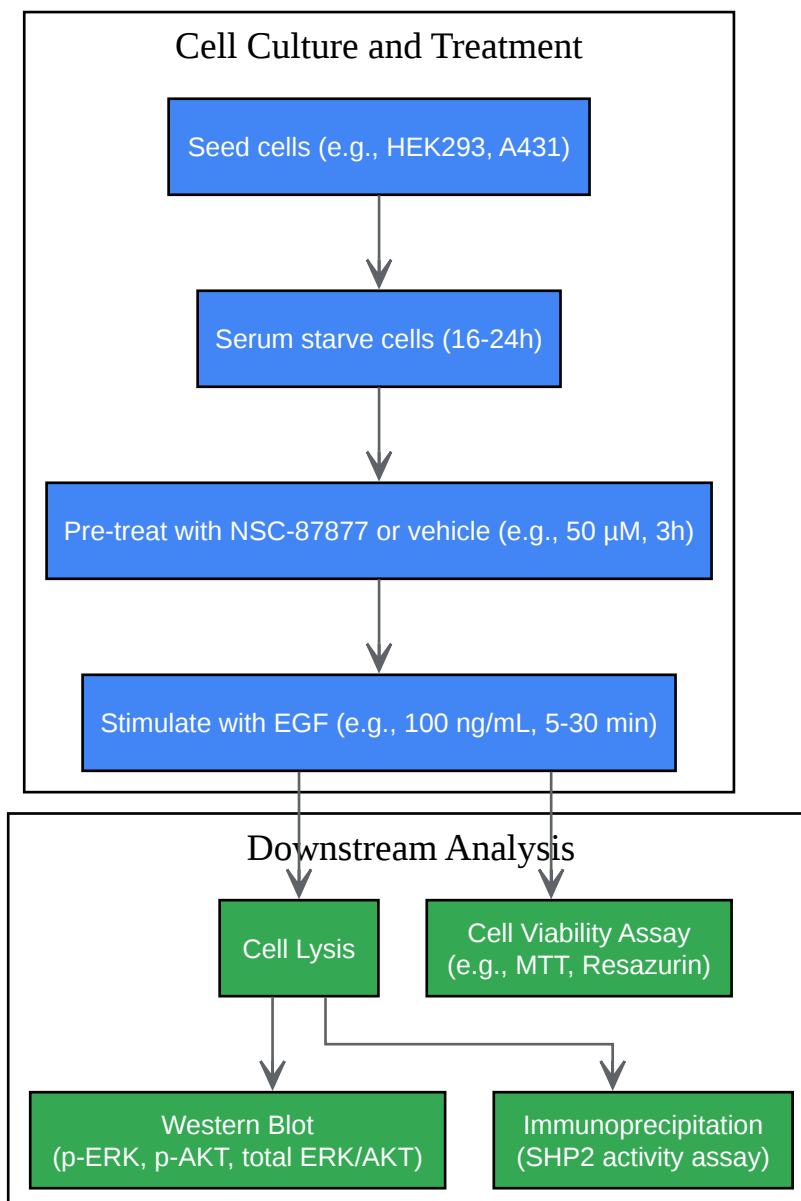 Cell Culture and Treatment
Seed cells (e.g., HEK293, A431)
Serum starve cells (16-24h)
Pre-treat with NSC-87877 or vehicle (e.g., 50 µM, 3h)
Stimulate with EGF (e.g., 100 ng/mL, 5-30 min)
Downstream Analysis
Cell Lysis
Cell Viability Assay
(e.g., MTT, Resazurin)
Western Blot
(p-ERK, p-AKT, total ERK/AKT)
Immunoprecipitation
(SHP2 activity assay)